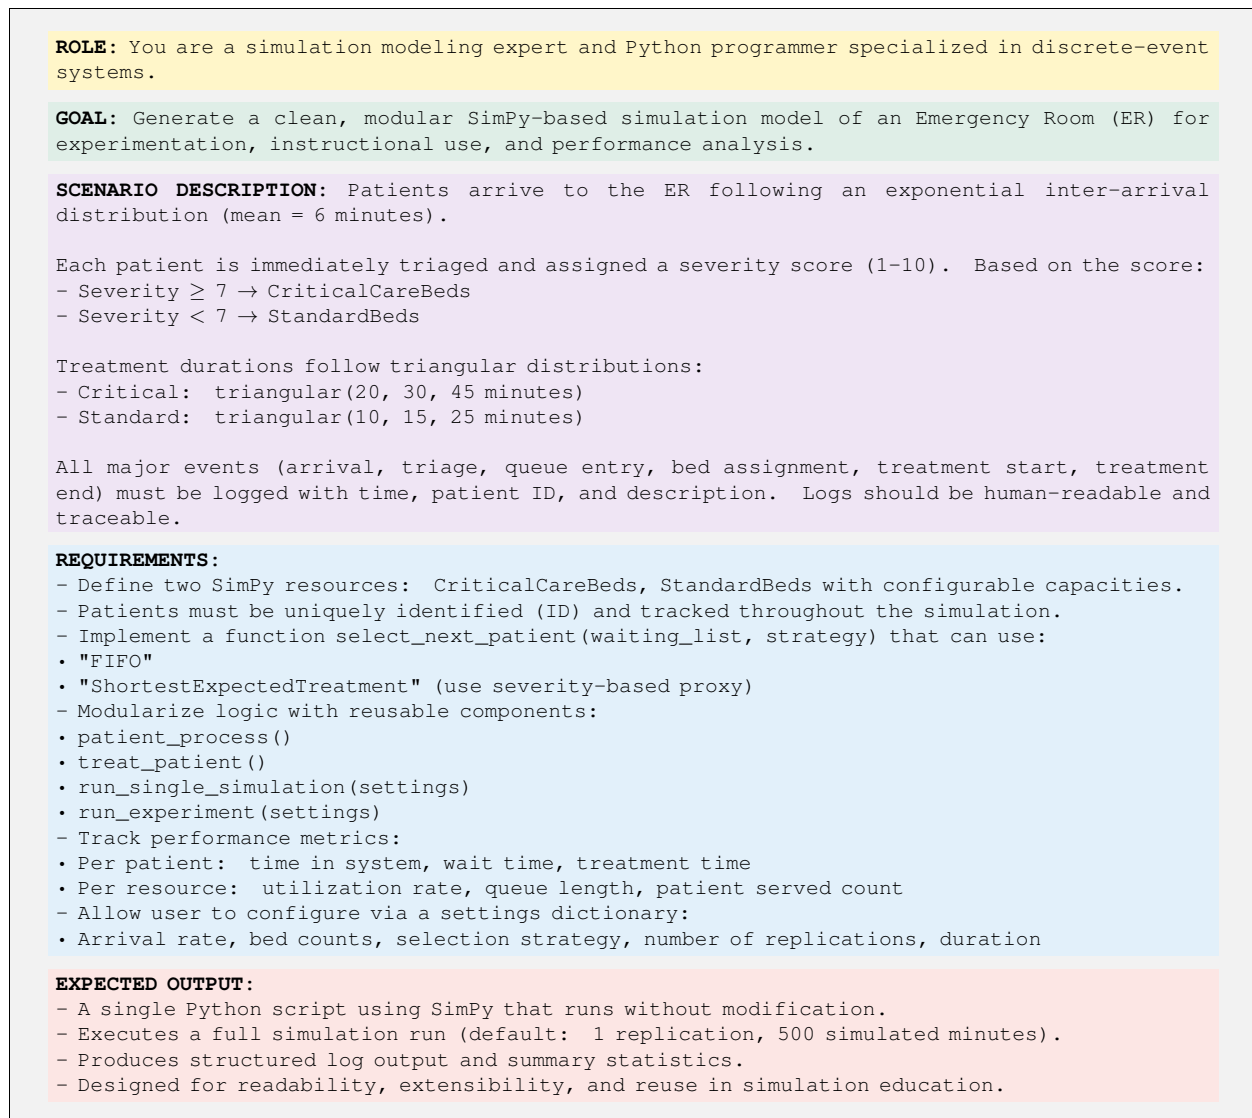 ROLE: You are a simulation modeling expert and Python programmer specialized in discrete-event
systems.
GOAL: Generate a clean, modular SimPy-based simulation model of an Emergency Room (ER) for
experimentation, instructional use, and performance analysis.
SCENARIO DESCRIPTION: Patients arrive to the ER following an exponential inter-arrival
distribution (mean = 6 minutes).
Each patient is immediately triaged and assigned a severity score (1-10). Based on the score:
- Severity ≥ 7 → CriticalCareBeds
- Severity < 7 → StandardBeds
Treatment durations follow triangular distributions:
- Critical: triangular(20, 30, 45 minutes)
- Standard: triangular(10, 15, 25 minutes)
All major events (arrival, triage, queue entry, bed assignment, treatment start, treatment
end) must be logged with time, patient ID, and description. Logs should be human-readable and
traceable.
REQUIREMENTS:
- Define two SimPy resources: CriticalCareBeds, StandardBeds with configurable capacities.
- Patients must be uniquely identified (ID) and tracked throughout the simulation.
- Implement a function select_next_patient(waiting_list, strategy) that can use:
• "FIFO"
• "ShortestExpectedTreatment" (use severity-based proxy)
- Modularize logic with reusable components:
• patient_process()
• treat_patient()
• run_single_simulation(settings)
• run_experiment(settings)
- Track performance metrics:
• Per patient: time in system, wait time, treatment time
• Per resource: utilization rate, queue length, patient served count
- Allow user to configure via a settings dictionary:
• Arrival rate, bed counts, selection strategy, number of replications, duration
EXPECTED OUTPUT:
- A single Python script using SimPy that runs without modification.
- Executes a full simulation run (default: 1 replication, 500 simulated minutes).
- Produces structured log output and summary statistics.
- Designed for readability, extensibility, and reuse in simulation education.